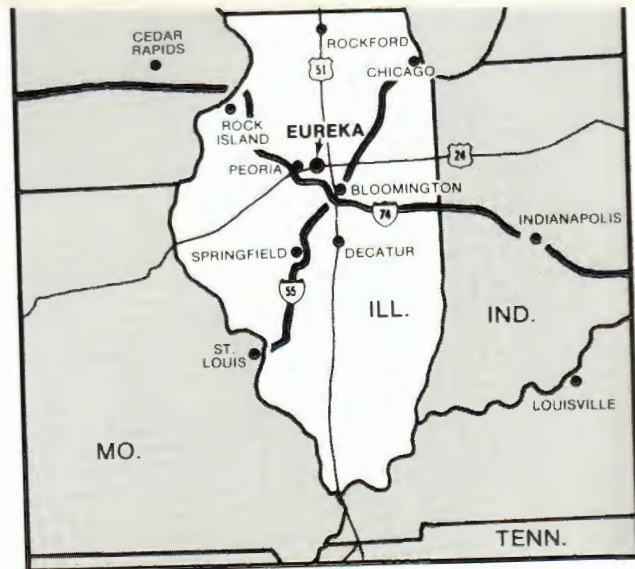 CEDAR
RAPIDS
ROCKFORD
51
CHICAGO
ROCK
ISLAND
EUREKA
24
PEORIA
BLOOMINGTON
74
INDIANAPOLIS
SPRINGFIELD
DECATUR
55
ILL.
IND.
ST.
LOUIS
LOUISVILLE
MO.
TENN.